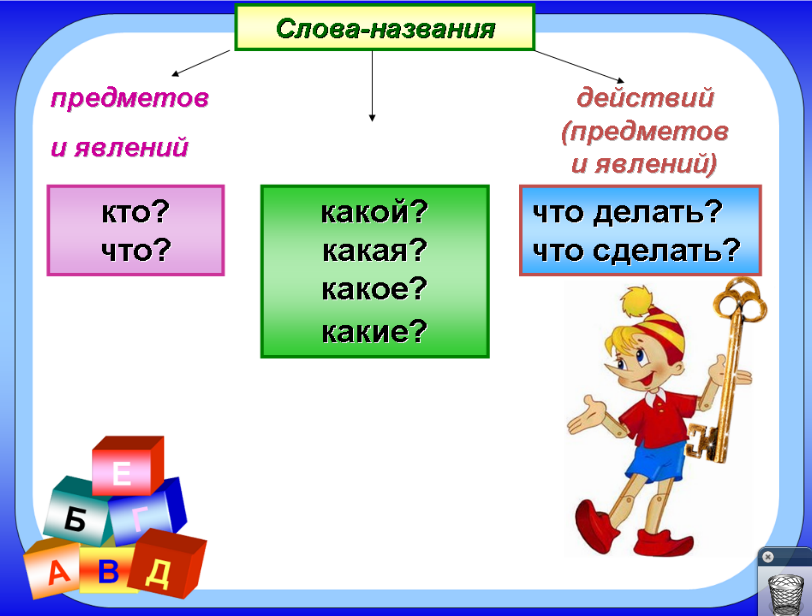 Слова-названия
предметов
и явлений
действий
(предметов
и явлений)
кто?
что?
какой?
какая?
какое?
какие?
что делать?
что сделать?
Е
Б Г
А В Д